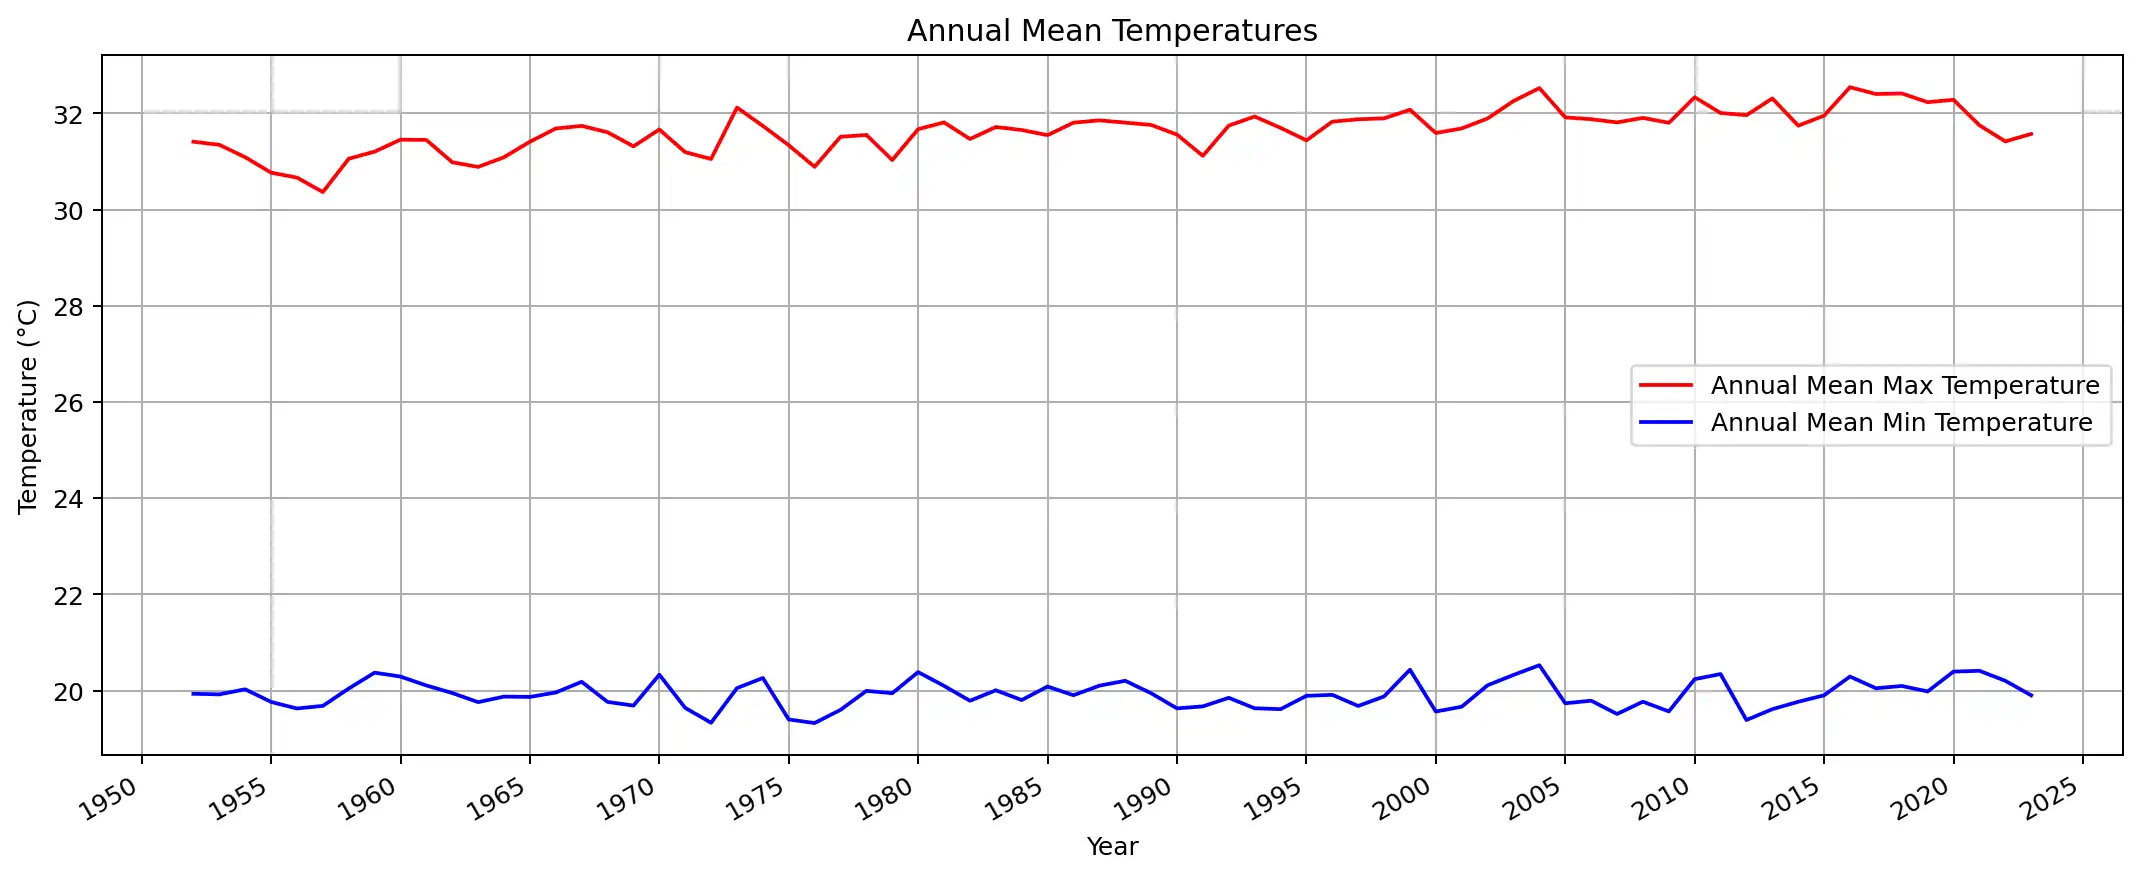 Annual Mean Temperatures
Temperature (°C)
32
30
28
26
24
22
20
Annual Mean Max Temperature
Annual Mean Min Temperature
1950 1955 1960 1965 1970 1975 1980 1985 1990 1995 2000 2005 2010 2015 2020 2025
Year